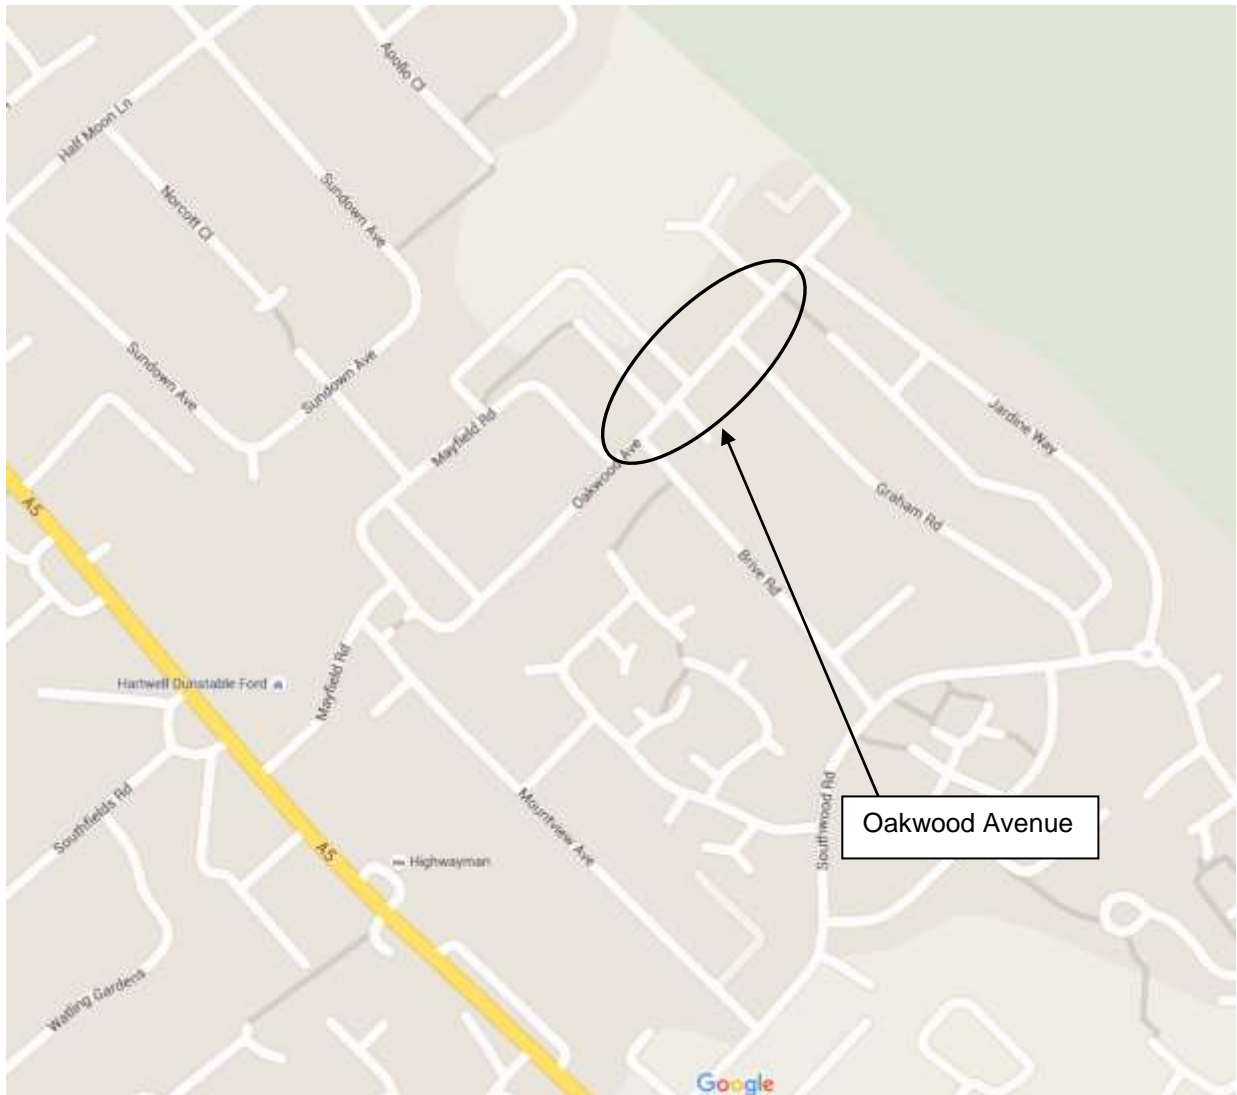 Apollo Cl
Half Moon Ln
Norcott Cl
Sundown Ave
Sundown Ave
Sundown Ave
Mayfield Rd
Oakwood Ave
Jardine Way
Graham Rd
Brive Rd
A5
Hartwell Dunstable Ford
Mayfield Rd
Southfields Rd
Mountview Ave
Southwood Rd
Oakwood Avenue
A5
Highwayman
Watling Gardens
Google